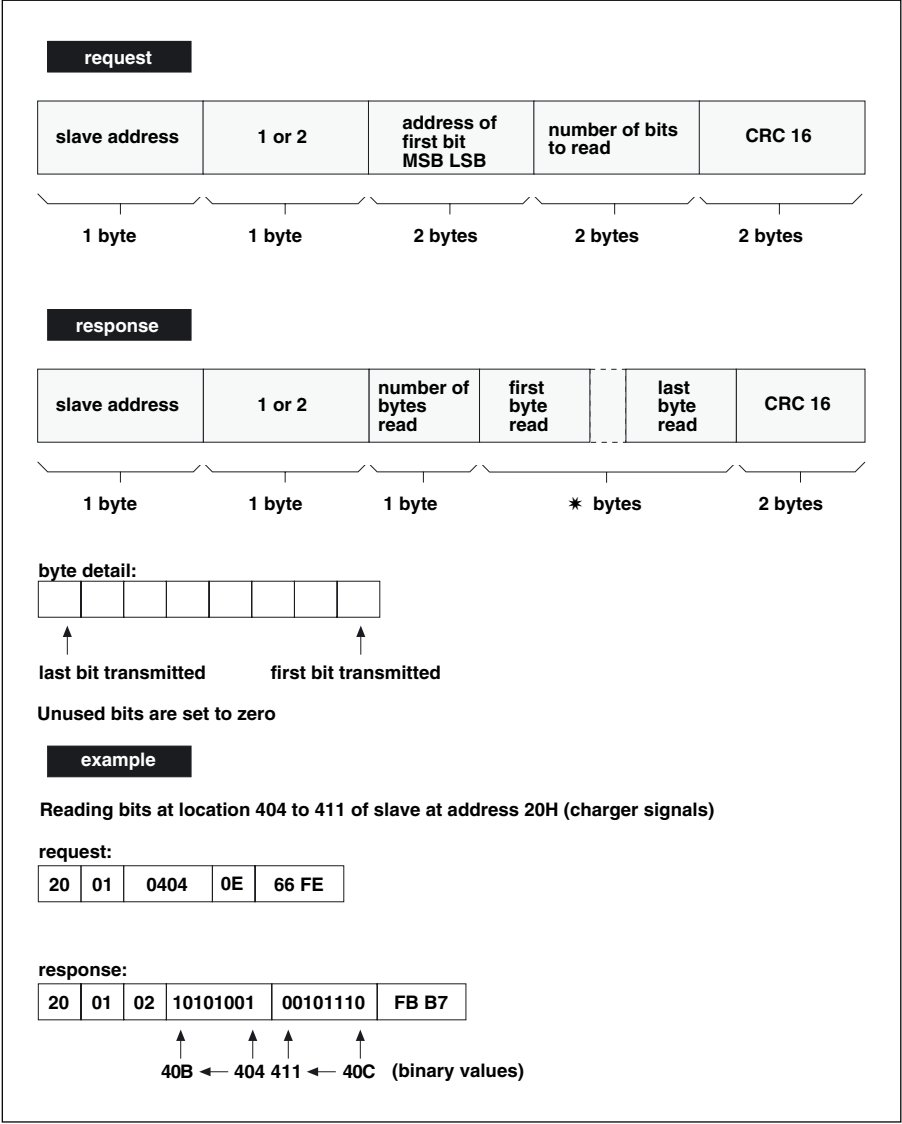 request
slave address
1 or 2
address of
first bit
MSB LSB
number of bits
to read
CRC 16
1 byte
1 byte
2 bytes
2 bytes
2 bytes
response
slave address
1 or 2
number of
bytes
read
first
byte
read
last
byte
read
CRC 16
1 byte
1 byte
1 byte
✷ bytes
2 bytes
byte detail:
last bit transmitted
first bit transmitted
Unused bits are set to zero
example
Reading bits at location 404 to 411 of slave at address 20H (charger signals)
request:
20 01 0404 0E 66 FE
response:
20 01 02 10101001 00101110 FB B7
40B 404 411 40C (binary values)